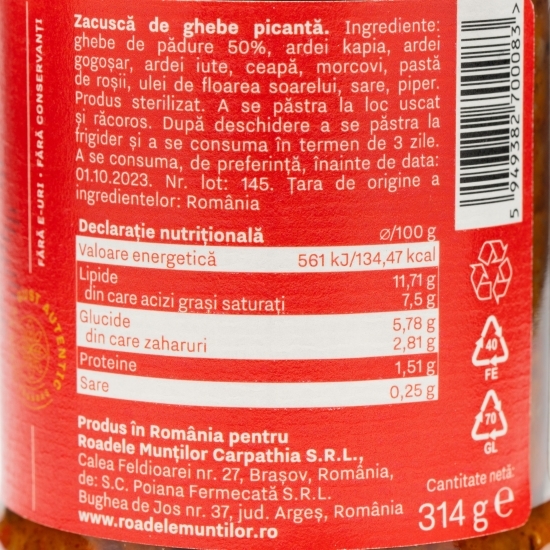 Zacuscă de ghebe picantă. Ingrediente:
ghebe de pădure 50%, ardei kapia, ardei
gogoșar, ardei iute, ceapă, morcovi, pastă
de roșii, ulei de floarea soarelui, sare, piper.
Produs sterilizat. A se păstra la loc uscat
și răcoros. După deschidere a se păstra la
frigider și a se consuma în termen de 3 zile.
A se consuma, de preferință, înainte de data:
01.10.2023. Nr. lot: 145. Țara de origine a
ingredientelor: România
FĂRĂ E-URI • FĂRĂ CONSERVANȚI
5 949382 700083 >
Declarație nutrițională ⌀/100 g
Valoare energetică 561 kJ/134,47 kcal
Lipide 11,71 g
din care acizi grași saturați 7,5 g
Glucide 5,78 g
din care zaharuri 2,81 g
Proteine 1,51 g
Sare 0,25 g
40
FE
70
GL
AUTENTIC
Produs în România pentru
Roadele Munților Carpathia S.R.L.,
Calea Feldioarei nr. 27, Brașov, România,
de: S.C. Poiana Fermecată S.R.L.
Bughea de Jos nr. 37, jud. Argeș, România
www.roadelemuntilor.ro
Cantitate netă:
314 g e